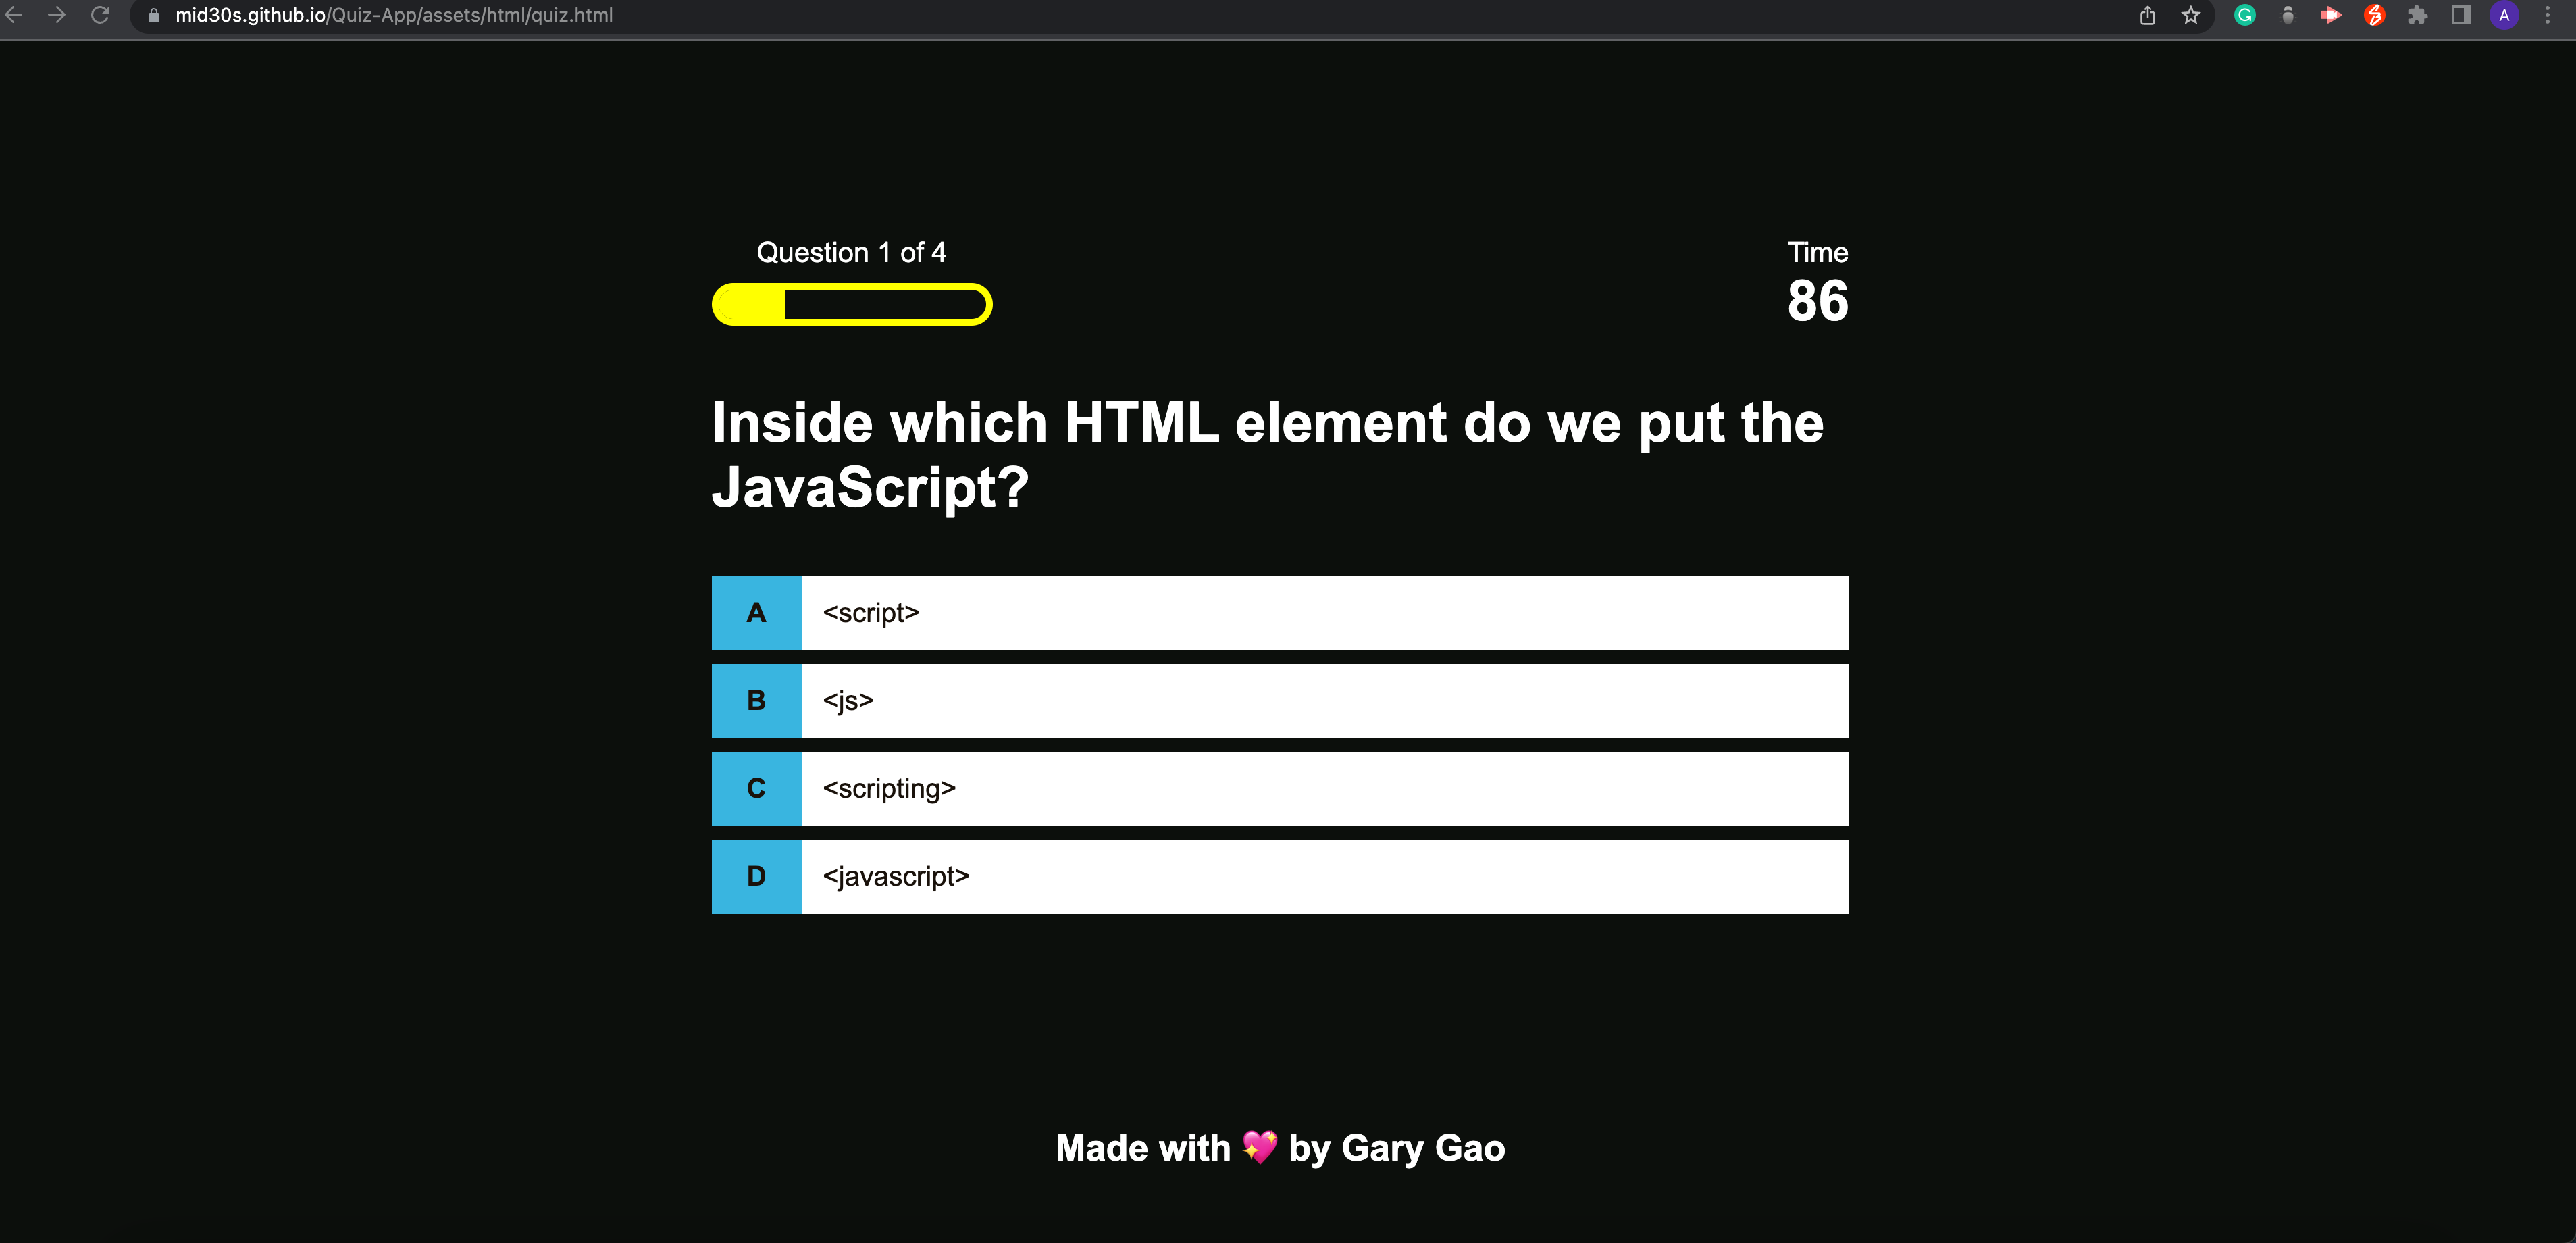 mid30s.github.io/Quiz-App/assets/html/quiz.html
A
Question 1 of 4
Time
86
Inside which HTML element do we put the
JavaScript?
A <script>
B <js>
C <scripting>
D <javascript>
Made with 💖 by Gary Gao